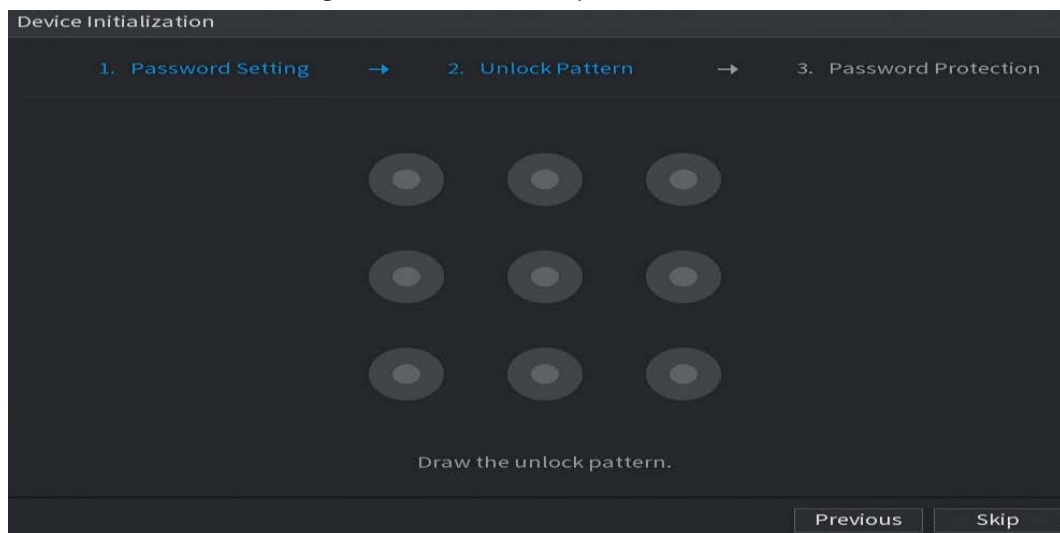 Device Initialization
1. Password Setting → 2. Unlock Pattern → 3. Password Protection
Draw the unlock pattern.
Previous Skip